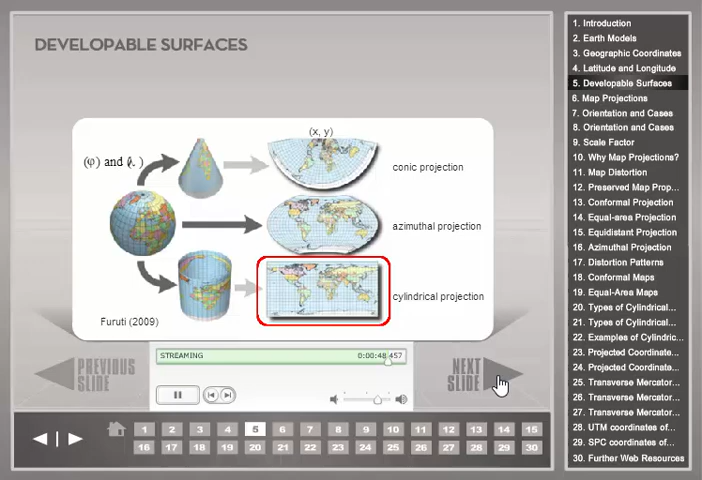 DEVELOPABLE SURFACES
(x, y)
(φ) and (λ )
conic projection
azimuthal projection
cylindrical projection
Furuti (2009)
PREVIOUS
SLIDE
STREAMING
0:00:48
457
NEXT
SLIDE
1 2 3 4 5 6 7 8 9 10 11 12 13 14 15
16 17 18 19 20 21 22 23 24 25 26 27 28 29 30
1. Introduction
2. Earth Models
3. Geographic Coordinates
4. Latitude and Longitude
5. Developable Surfaces
6. Map Projections
7. Orientation and Cases
8. Orientation and Cases
9. Scale Factor
10. Why Map Projections?
11. Map Distortion
12. Preserved Map Prop...
13. Conformal Projection
14. Equal-area Projection
15. Equidistant Projection
16. Azimuthal Projection
17. Distortion Patterns
18. Conformal Maps
19. Equal-Area Maps
20. Types of Cylindrical...
21. Types of Cylindrical...
22. Examples of Cylindric...
23. Projected Coordinate...
24. Projected Coordinate...
25. Transverse Mercator...
26. Transverse Mercator...
27. Transverse Mercator...
28. UTM coordinates of...
29. SPC coordinates of...
30. Further Web Resources